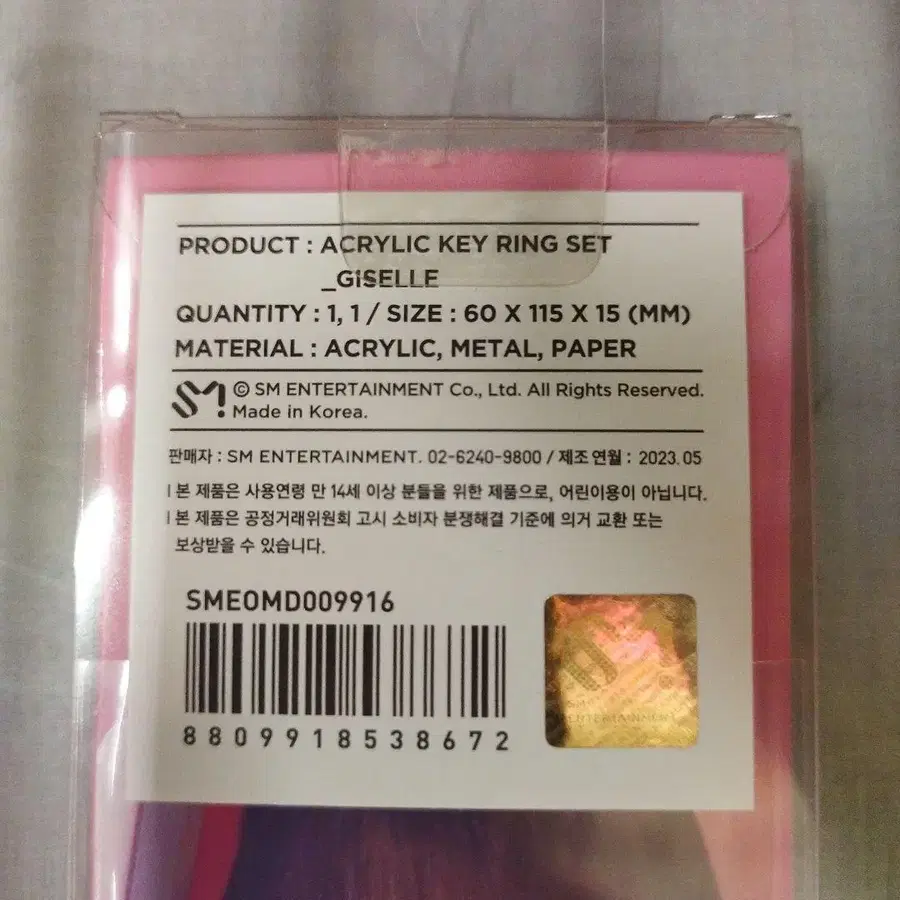 PRODUCT : ACRYLIC KEY RING SET
_GISELLE
QUANTITY : 1, 1 / SIZE : 60 X 115 X 15 (MM)
MATERIAL : ACRYLIC, METAL, PAPER
SM! © SM ENTERTAINMENT Co., Ltd. All Rights Reserved.
Made in Korea.
판매자 : SM ENTERTAINMENT. 02-6240-9800 / 제조연월 : 2023. 05
| 본 제품은 사용연령 만 14세 이상 분들을 위한 제품으로, 어린이용이 아닙니다.
| 본 제품은 공정거래위원회 고시 소비자 분쟁해결 기준에 의거 교환 또는
보상받을 수 있습니다.
SMEOMD009916
8809918538672
SM
ENTERTAINMENT